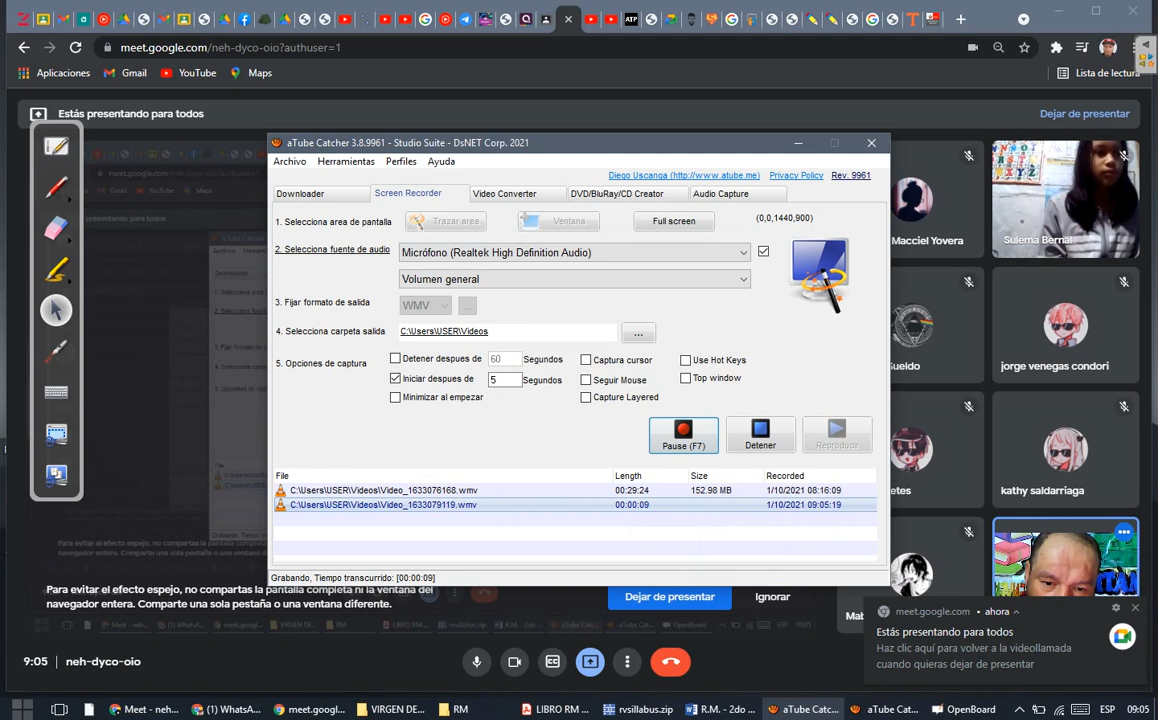 meet.google.com/neh-dyco-oio?authuser=1
Aplicaciones
Gmail
YouTube
Maps
Lista de lectura
Estás presentando para todos
Dejar de presentar
aTube Catcher 3.8.9961 - Studio Suite - DsNET Corp. 2021
Archivo Herramientas Perfiles Ayuda
Diego Uscanga (http://www.atube.me) Privacy Policy Rev. 9961
Downloader Screen Recorder Video Converter DVD/BluRay/CD Creator Audio Capture
1. Selecciona area de pantalla Trazar area Ventana Full screen (0,0,1440,900)
2. Selecciona fuente de audio Micrófono (Realtek High Definition Audio)
Volumen general
3. Fijar formato de salida WMV ...
4. Selecciona carpeta salida C:\Users\USER\Videos ...
5. Opciones de captura
Detener despues de 60 Segundos Captura cursor Use Hot Keys
Iniciar despues de 5 Segundos Seguir Mouse Top window
Minimizar al empezar Capture Layered
Pause (F7) Detener Reproducir
File Length Size Recorded
C:\Users\USER\Videos\Video_1633076168.wmv 00:29:24 152.98 MB 1/10/2021 08:16:09
C:\Users\USER\Videos\Video_1633079119.wmv 00:00:09 1/10/2021 09:05:19
Grabando, Tiempo transcurrido: [00:00:09]
Macciel Yovera
Sulema Bernal
sueldo
jorge venegas condori
etes
kathy saldarriaga
Para evitar el efecto espejo, no compartas la pantalla completa ni la ventana del
navegador entera. Comparte una sola pestaña o una ventana diferente.
Dejar de presentar
Ignorar
Mab
meet.google.com • ahora
Estás presentando para todos
Haz clic aquí para volver a la videollamada
cuando quieras dejar de presentar
9:05 neh-dyco-oio
Meet - neh...
(1) WhatsA...
meet.google...
VIRGEN DE...
RM
LIBRO RM ...
rvsillabus.zip
R.M. - 2do ...
aTube Catc...
aTube Cat...
OpenBoard
ESP
09:05